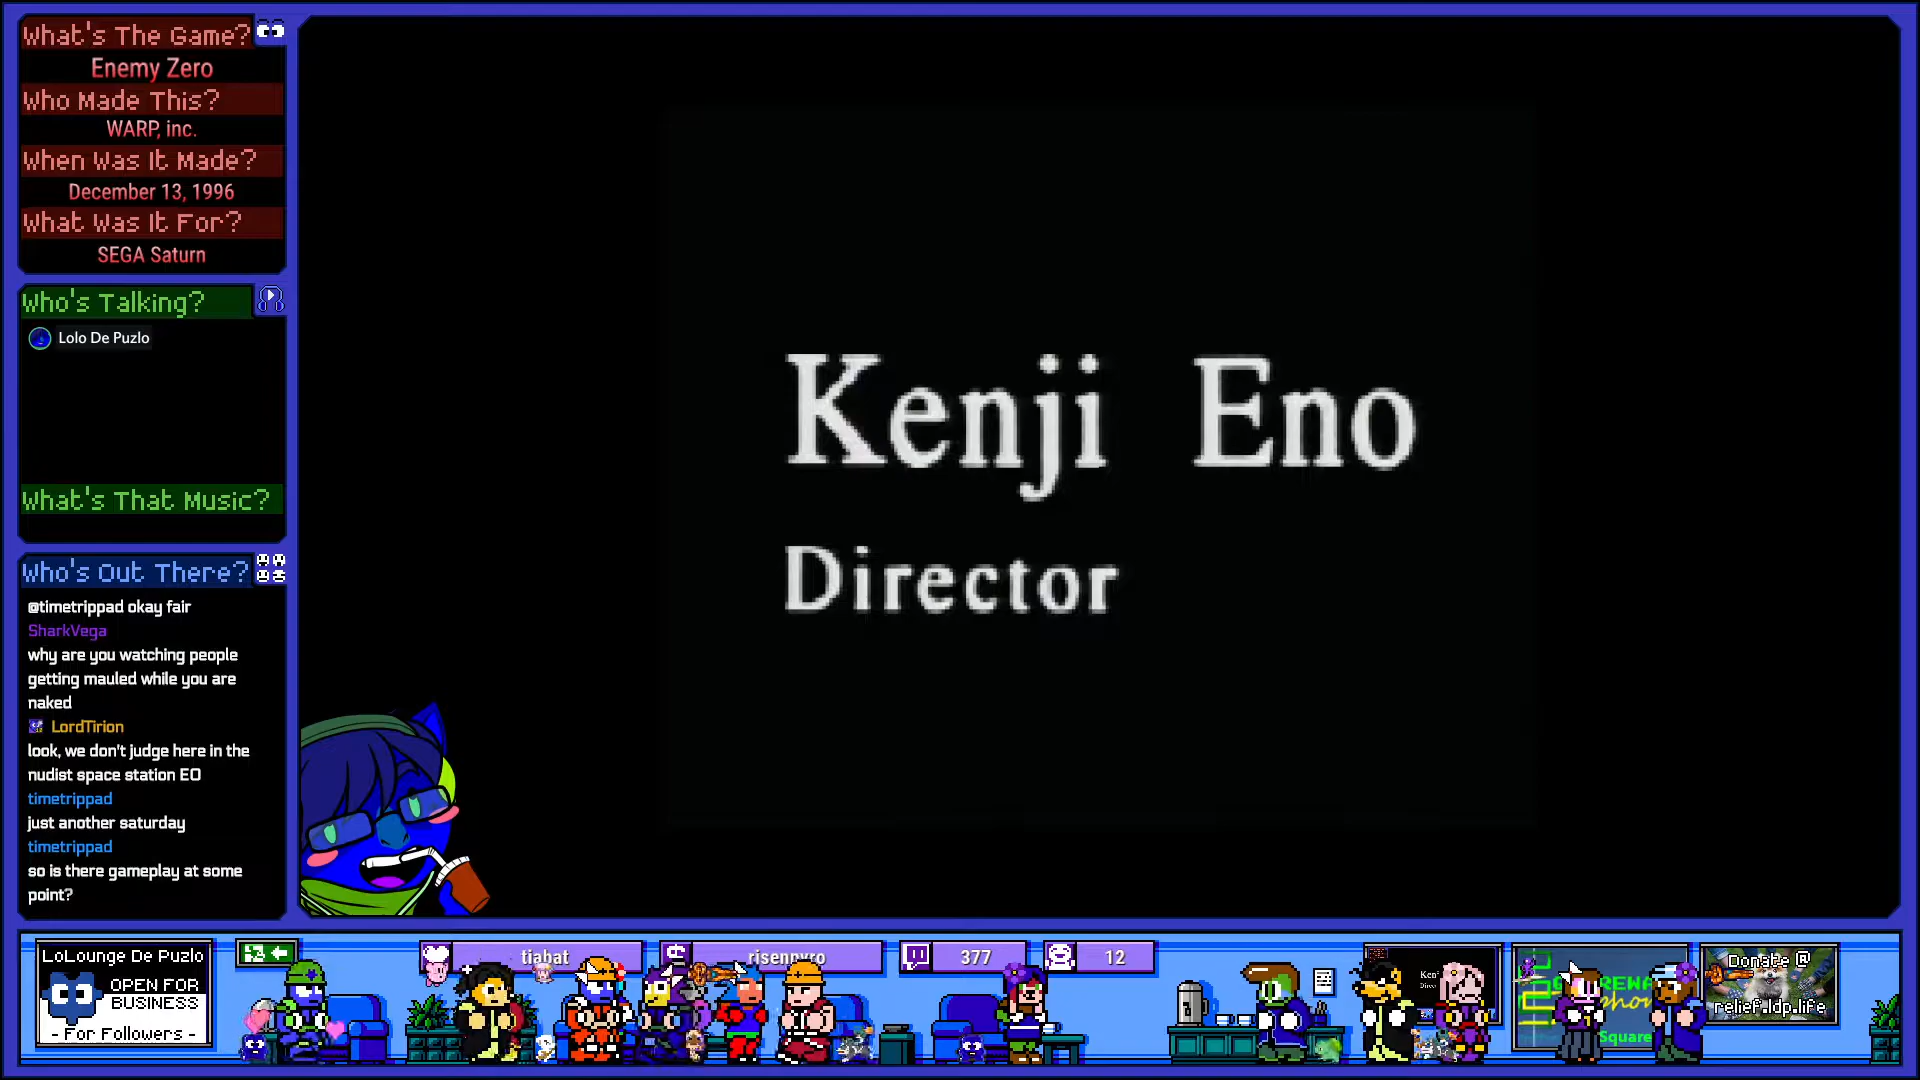 What's The Game?
Enemy Zero
Who Made This?
WARP, inc.
When Was It Made?
December 13, 1996
What Was It For?
SEGA Saturn
Who's Talking?
Lolo De Puzlo
What's That Music?
Who's Out There?
@timetrippad okay fair
SharkVega
why are you watching people
getting mauled while you are
naked
LordTirion
look, we don't judge here in the
nudist space station EO
timetrippad
just another saturday
timetrippad
so is there gameplay at some
point?
Kenji Eno
Director
LoLounge De Puzlo
OPEN FOR
BUSINESS
- For Followers -
tiahat
risenpyro
377
12
Square
Donate @
relief.ldp.life